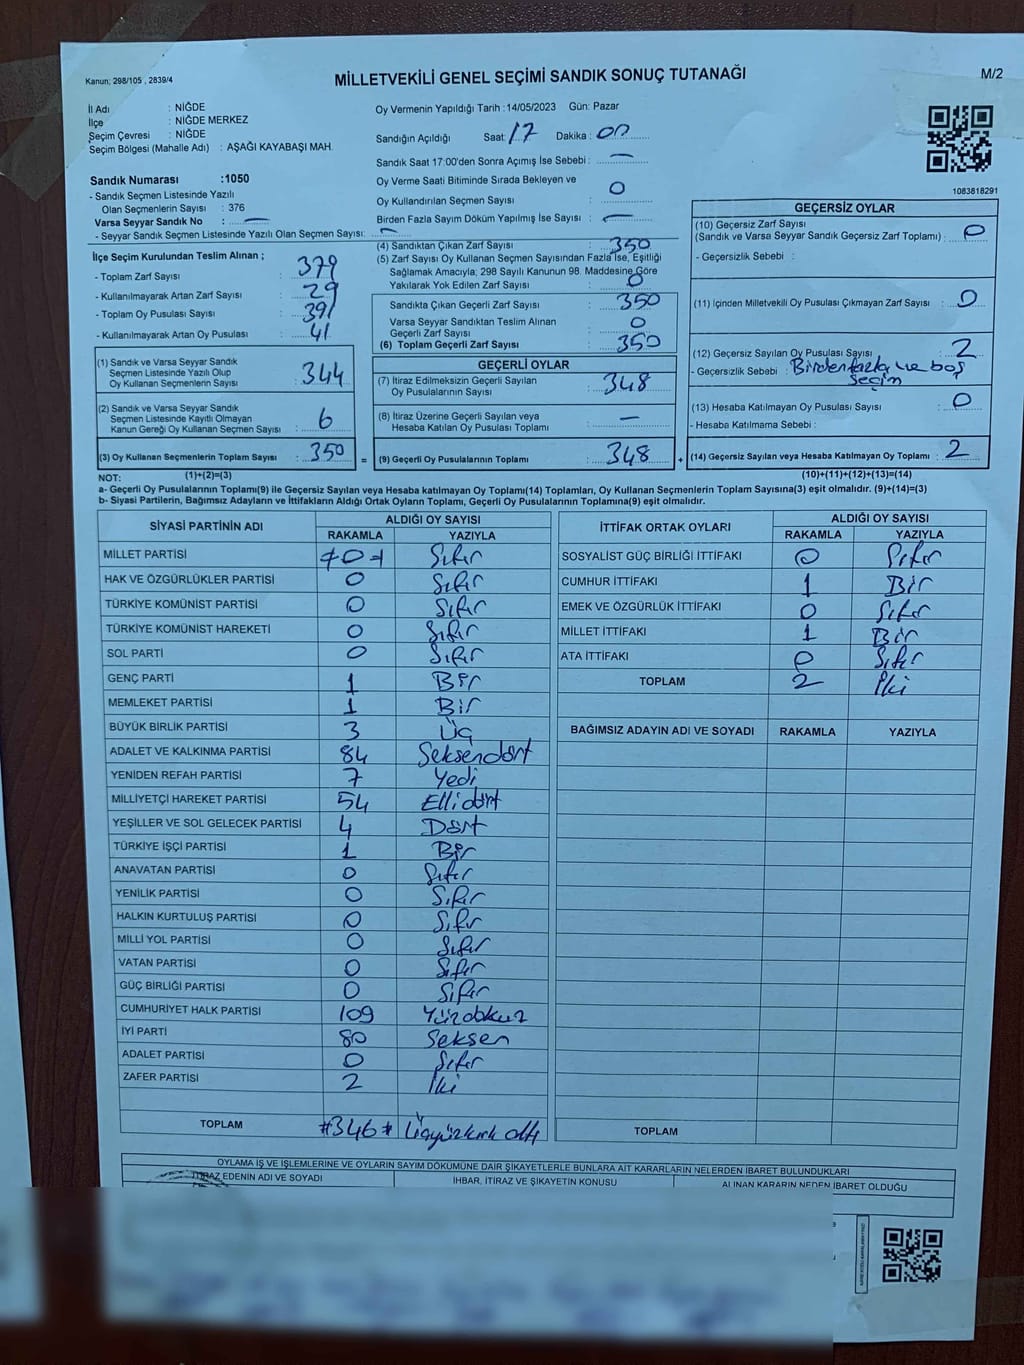 Kanun; 298/105 , 2839/4
MİLLETVEKİLİ GENEL SEÇİMİ SANDIK SONUÇ TUTANAĞI
M/2
İl Adı : NİĞDE
İlçe : NİĞDE MERKEZ
Seçim Çevresi : NİĞDE
Seçim Bölgesi (Mahalle Adı) : AŞAĞI KAYABAŞI MAH.
Sandık Numarası :1050
- Sandık Seçmen Listesinde Yazılı
Olan Seçmenlerin Sayısı : 376
Varsa Seyyar Sandık No : —
- Seyyar Sandık Seçmen Listesinde Yazılı Olan Seçmen Sayısı: —
Oy Vermenin Yapıldığı Tarih :14/05/2023 Gün: Pazar
Sandığın Açıldığı Saat: 17 Dakika : 00
Sandık Saat 17:00'den Sonra Açımış İse Sebebi : —
Oy Verme Saati Bitiminde Sırada Bekleyen ve
Oy Kullandırılan Seçmen Sayısı : 0
Birden Fazla Sayım Döküm Yapılmış İse Sayısı : —
1083818291
İlçe Seçim Kurulundan Teslim Alınan ;
- Toplam Zarf Sayısı : 379
- Kullanılmayarak Artan Zarf Sayısı : 29
- Toplam Oy Pusulası Sayısı : 391
- Kullanılmayarak Artan Oy Pusulası : 41
(1) Sandık ve Varsa Seyyar Sandık
Seçmen Listesinde Yazılı Olup
Oy Kullanan Seçmenlerin Sayısı : 344
(2) Sandık ve Varsa Seyyar Sandık
Seçmen Listesinde Kayıtlı Olmayan
Kanun Gereği Oy Kullanan Seçmen Sayısı : 6
(3) Oy Kullanan Seçmenlerin Toplam Sayısı : 350 =
(4) Sandıktan Çıkan Zarf Sayısı : 350
(5) Zarf Sayısı Oy Kullanan Seçmen Sayısından Fazla İse, Eşitliği
Sağlamak Amacıyla; 298 Sayılı Kanunun 98. Maddesine Göre
Yakılarak Yok Edilen Zarf Sayısı : 0
Sandıkta Çıkan Geçerli Zarf Sayısı : 350
Varsa Seyyar Sandıktan Teslim Alınan
Geçerli Zarf Sayısı : 0
(6) Toplam Geçerli Zarf Sayısı : 350
GEÇERLİ OYLAR
(7) İtiraz Edilmeksizin Geçerli Sayılan
Oy Pusulalarının Sayısı : 348
(8) İtiraz Üzerine Geçerli Sayılan veya
Hesaba Katılan Oy Pusulası Toplamı : —
(9) Geçerli Oy Pusulalarının Toplamı : 348 +
GEÇERSİZ OYLAR
(10) Geçersiz Zarf Sayısı
(Sandık ve Varsa Seyyar Sandık Geçersiz Zarf Toplamı) : 0
- Geçersizlik Sebebi :
(11) İçinden Milletvekili Oy Pusulası Çıkmayan Zarf Sayısı : 0
(12) Geçersiz Sayılan Oy Pusulası Sayısı : 2
- Geçersizlik Sebebi : Birden fazla ve boş
seçim
(13) Hesaba Katılmayan Oy Pusulası Sayısı : 0
- Hesaba Katılmama Sebebi :
(14) Geçersiz Sayılan veya Hesaba Katılmayan Oy Toplamı : 2
NOT: (1)+(2)=(3) (10)+(11)+(12)+(13)=(14)
a- Geçerli Oy Pusulalarının Toplamı(9) ile Geçersiz Sayılan veya Hesaba katılmayan Oy Toplamı(14) Toplamları, Oy Kullanan Seçmenlerin Toplam Sayısına(3) eşit olmalıdır. (9)+(14)=(3)
b- Siyasi Partilerin, Bağımsız Adayların ve İttifakların Aldığı Ortak Oyların Toplamı, Geçerli Oy Pusulalarının Toplamına(9) eşit olmalıdır.
SİYASİ PARTİNİN ADI ALDIĞI OY SAYISI
RAKAMLA YAZIYLA
MİLLET PARTİSİ Sıfır
HAK VE ÖZGÜRLÜKLER PARTİSİ 0 Sıfır
TÜRKİYE KOMÜNİST PARTİSİ 0 Sıfır
TÜRKİYE KOMÜNİST HAREKETİ 0 Sıfır
SOL PARTİ 0 Sıfır
GENÇ PARTİ 1 Bir
MEMLEKET PARTİSİ 1 Bir
BÜYÜK BİRLİK PARTİSİ 3 Üç
ADALET VE KALKINMA PARTİSİ 84 Seksendört
YENİDEN REFAH PARTİSİ 7 Yedi
MİLLİYETÇİ HAREKET PARTİSİ 54 Elli dört
YEŞİLLER VE SOL GELECEK PARTİSİ 4 Dört
TÜRKİYE İŞÇİ PARTİSİ 1 Bir
ANAVATAN PARTİSİ 0 Sıfır
YENİLİK PARTİSİ 0 Sıfır
HALKIN KURTULUŞ PARTİSİ 0 Sıfır
MİLLİ YOL PARTİSİ 0 Sıfır
VATAN PARTİSİ 0 Sıfır
GÜÇ BİRLİĞİ PARTİSİ 0 Sıfır
CUMHURİYET HALK PARTİSİ 109 Yüzdokuz
İYİ PARTİ 80 Seksen
ADALET PARTİSİ 0 Sıfır
ZAFER PARTİSİ 2 İki
TOPLAM #346# Üçyüzkırk altı
İTTİFAK ORTAK OYLARI ALDIĞI OY SAYISI
RAKAMLA YAZIYLA
SOSYALİST GÜÇ BİRLİĞİ İTTİFAKI 0 Sıfır
CUMHUR İTTİFAKI 1 Bir
EMEK VE ÖZGÜRLÜK İTTİFAKI 0 Sıfır
MİLLET İTTİFAKI 1 Bir
ATA İTTİFAKI 0 Sıfır
TOPLAM 2 İki
BAĞIMSIZ ADAYIN ADI VE SOYADI RAKAMLA YAZIYLA
TOPLAM
OYLAMA İŞ VE İŞLEMLERİNE VE OYLARIN SAYIM DÖKÜMÜNE DAİR ŞİKAYETLERLE BUNLARA AİT KARARLARIN NELERDEN İBARET BULUNDUKLARI
İTİRAZ EDENİN ADI VE SOYADI İHBAR, İTİRAZ VE ŞİKAYETİN KONUSU ALINAN KARARIN NEDEN İBARET OLDUĞU